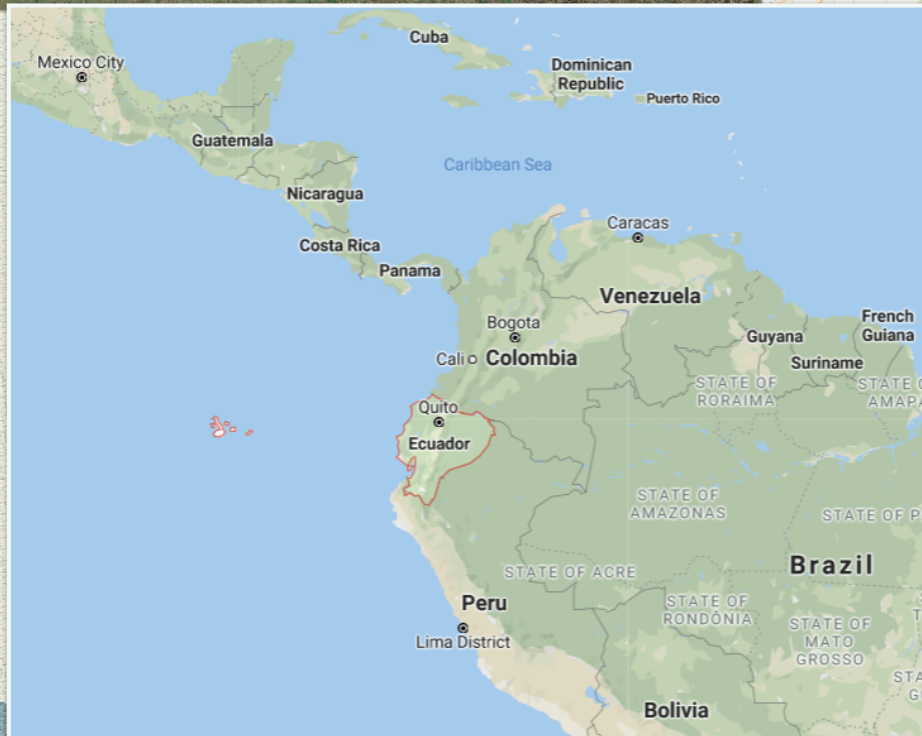 Cuba
Mexico City
Dominican
Republic
Puerto Rico
Guatemala
Caribbean Sea
Nicaragua
Caracas
Costa Rica
Panama
Venezuela
French
Guiana
Bogota
Guyana
Cali
Colombia
Suriname
STATE OF
RORAIMA
STATE O
AMAPA
Quito
Ecuador
STATE OF
AMAZONAS
STATE OF P
Brazil
STATE OF ACRE
Peru
STATE OF
RONDÔNIA
Lima District
STATE OF
MATO
GROSSO
Bolivia